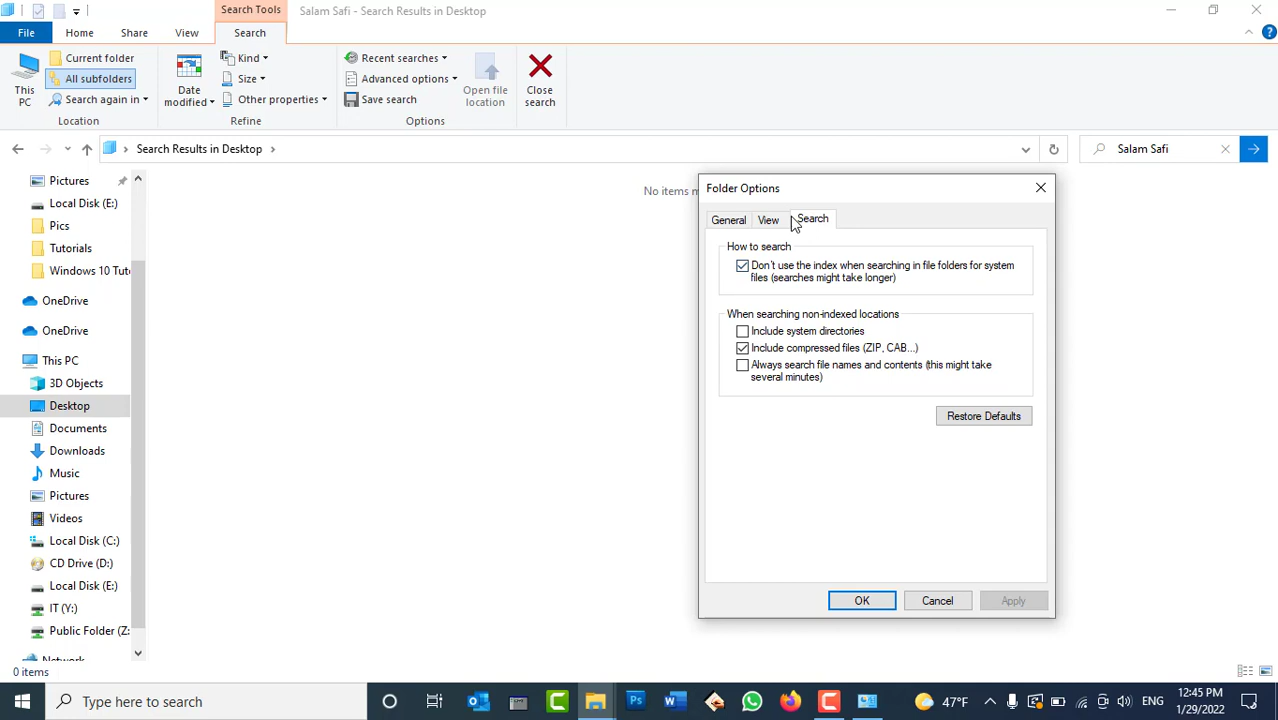 Search Tools
Salam Safi - Search Results in Desktop
File
Home
Share
View
Search
This PC
Current folder
All subfolders
Search again in
Location
Date modified
Kind
Size
Other properties
Refine
Recent searches
Advanced options
Save search
Options
Open file location
Close search
Search Results in Desktop
Salam Safi
Pictures
Local Disk (E:)
Pics
Tutorials
Windows 10 Tuto
OneDrive
OneDrive
This PC
3D Objects
Desktop
Documents
Downloads
Music
Pictures
Videos
Local Disk (C:)
CD Drive (D:)
Local Disk (E:)
IT (Y:)
Public Folder (Z:
Network
No items m
Folder Options
General
View
Search
How to search
Don't use the index when searching in file folders for system
files (searches might take longer)
When searching non-indexed locations
Include system directories
Include compressed files (ZIP, CAB...)
Always search file names and contents (this might take
several minutes)
Restore Defaults
OK
Cancel
Apply
0 items
Type here to search
Ps
47°F
ENG
12:45 PM
1/29/2022